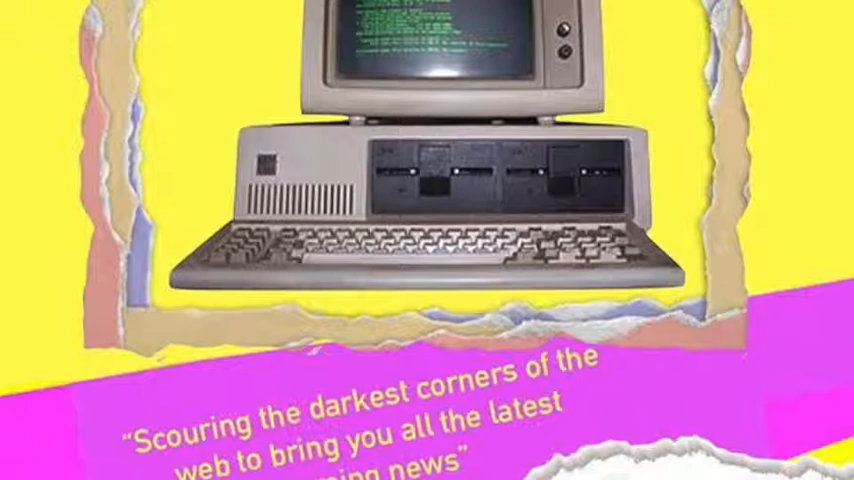 “Scouring the darkest corners of the
web to bring you all the latest
news”